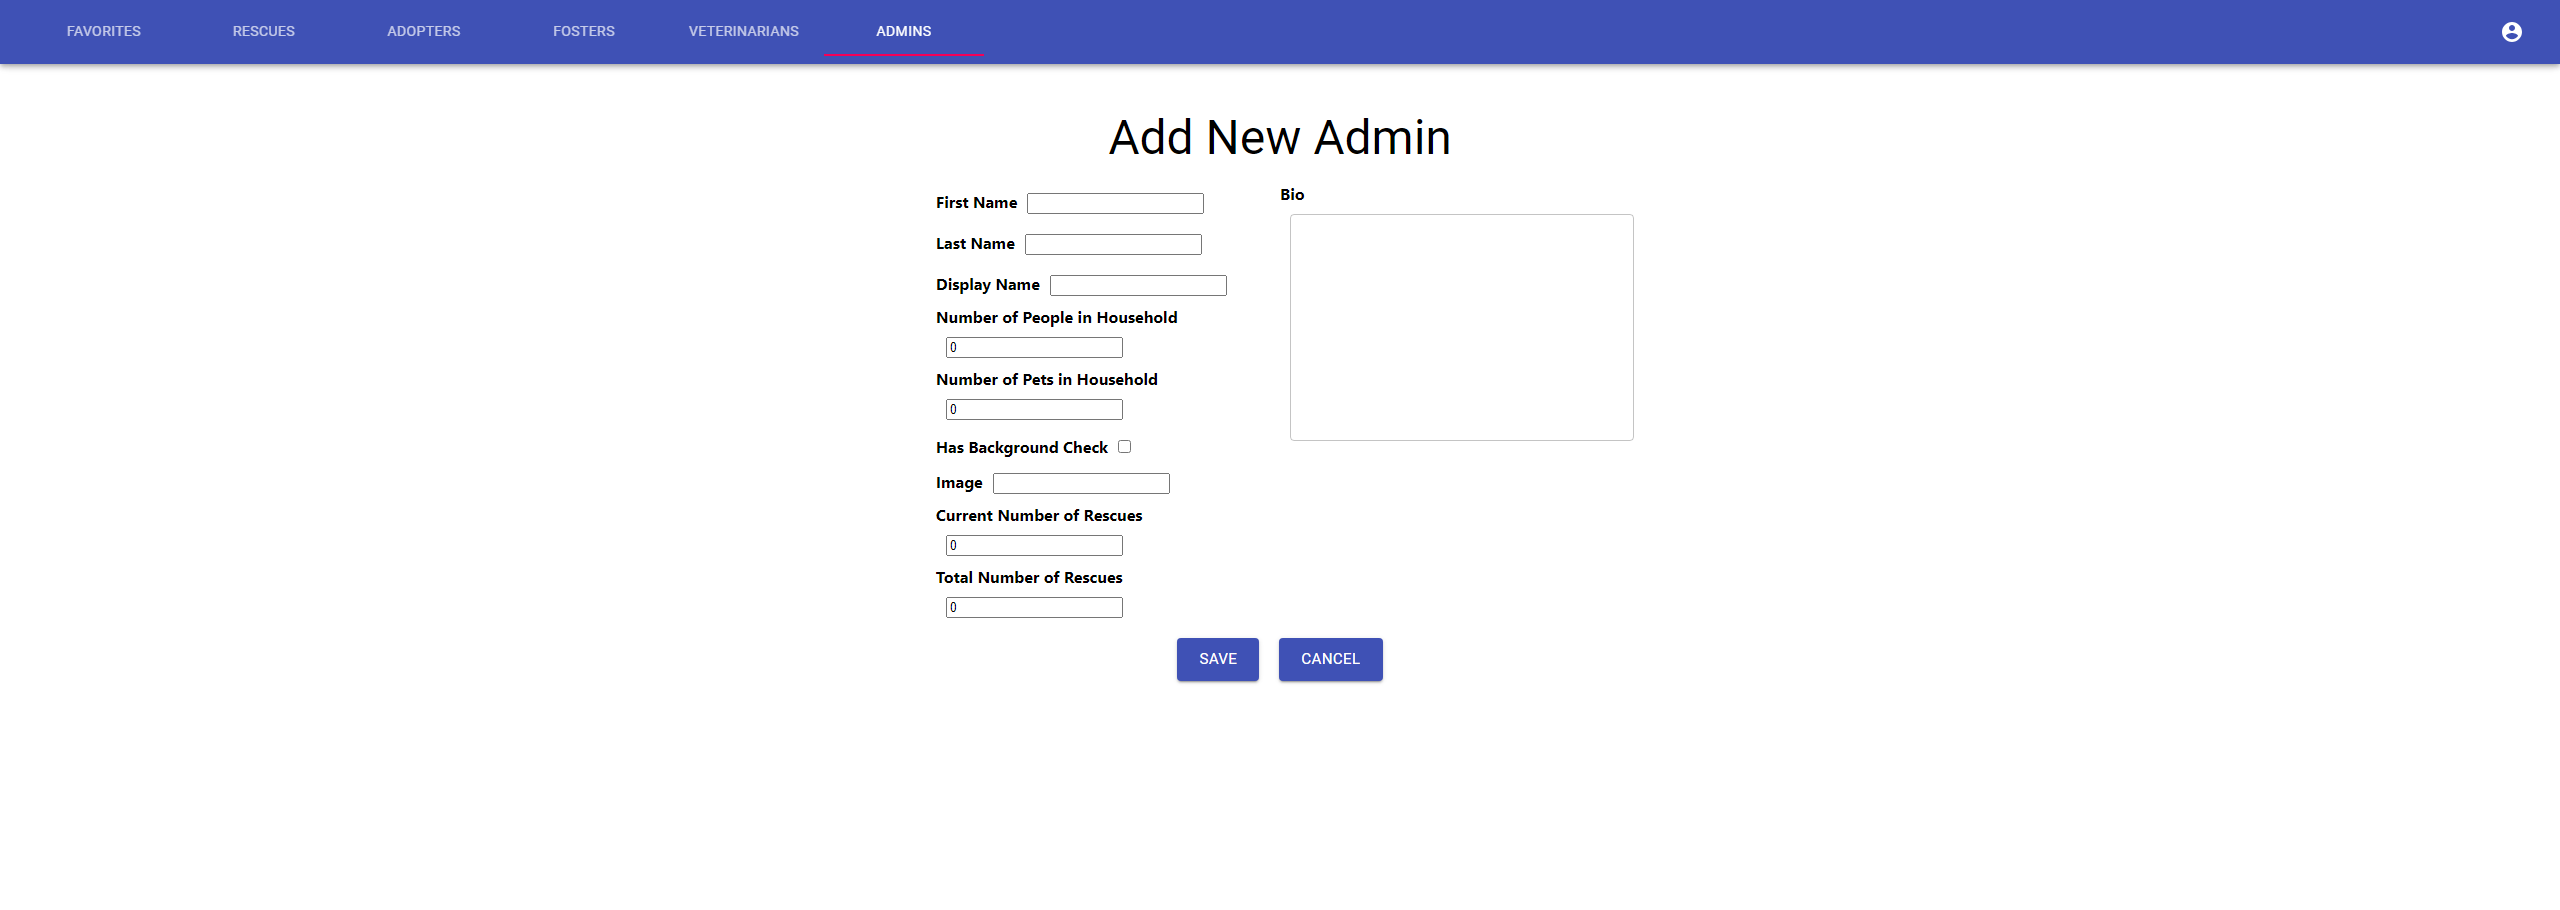 FAVORITES RESCUES ADOPTERS FOSTERS VETERINARIANS ADMINS
Add New Admin
First Name
Last Name
Display Name
Number of People in Household
0
Number of Pets in Household
0
Has Background Check
Image
Current Number of Rescues
0
Total Number of Rescues
0
Bio
SAVE CANCEL